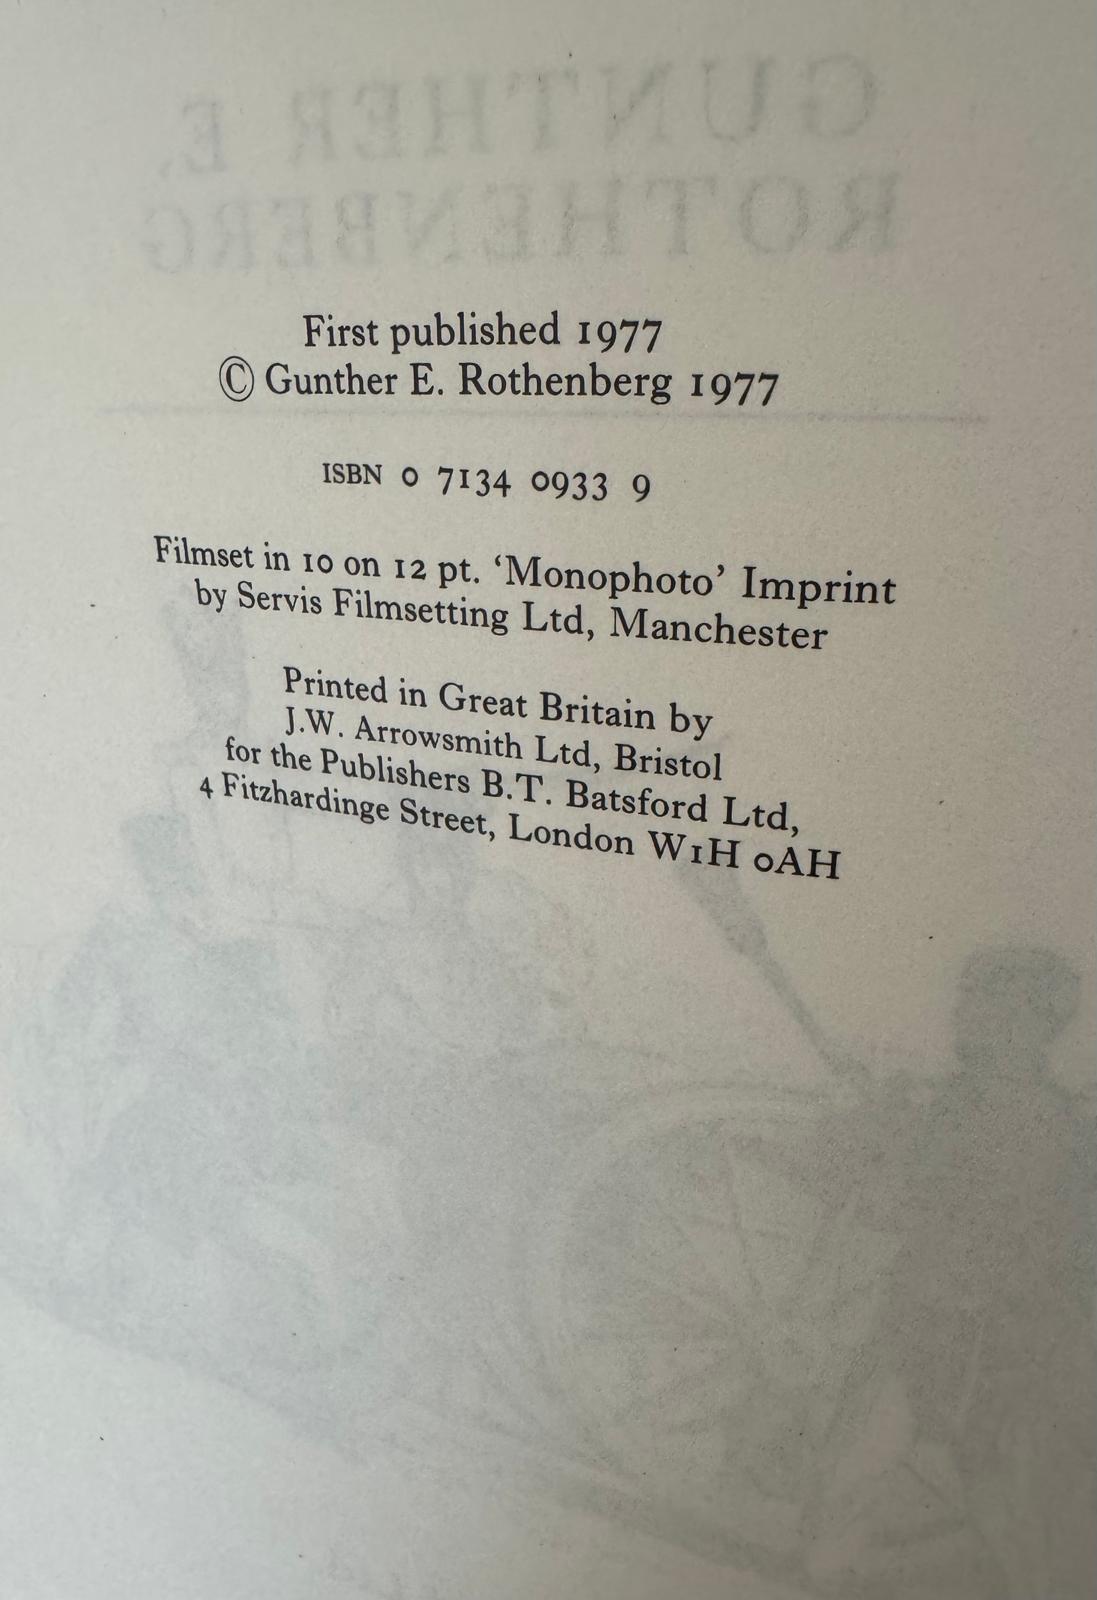 GUNTHER E.
ROTHENBERG
First published 1977
© Gunther E. Rothenberg 1977
ISBN 0 7134 0933 9
Filmset in 10 on 12 pt. ‘Monophoto’ Imprint
by Servis Filmsetting Ltd, Manchester
Printed in Great Britain by
J.W. Arrowsmith Ltd, Bristol
for the Publishers B.T. Batsford Ltd,
4 Fitzhardinge Street, London W1H 0AH